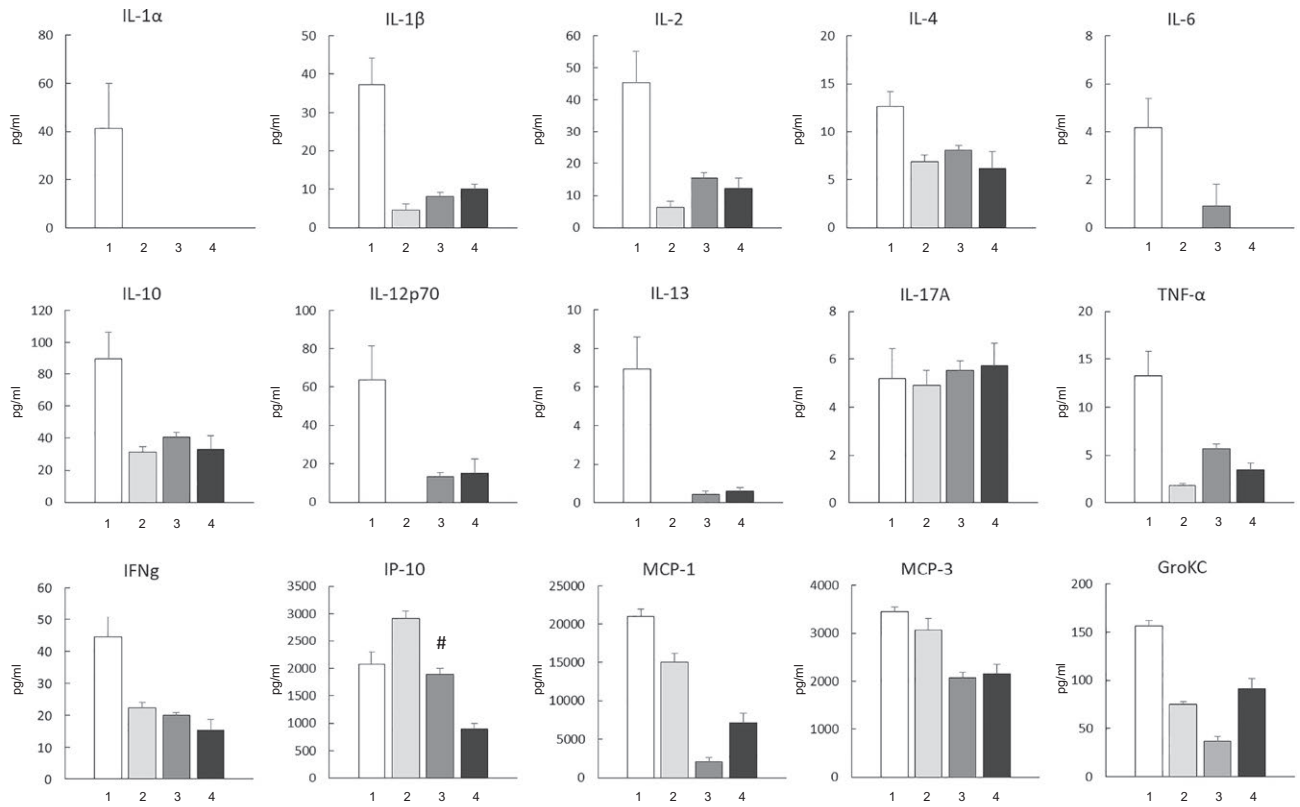 IL-1α
IL-1β
IL-2
IL-4
IL-6
80
60
40
20
0
pg/ml
1 2 3 4
50
40
30
20
10
0
pg/ml
1 2 3 4
60
50
40
30
20
10
0
pg/ml
1 2 3 4
20
15
10
5
0
pg/ml
1 2 3 4
8
6
4
2
0
pg/ml
1 2 3 4
IL-10
IL-12p70
IL-13
IL-17A
TNF-α
120
100
80
60
40
20
0
pg/ml
1 2 3 4
100
80
60
40
20
0
pg/ml
1 2 3 4
10
8
6
4
2
0
pg/ml
1 2 3 4
8
6
4
2
0
pg/ml
1 2 3 4
20
15
10
5
0
pg/ml
1 2 3 4
IFNg
IP-10
MCP-1
MCP-3
GroKC
60
50
40
30
20
10
0
pg/ml
1 2 3 4
3500
3000
2500
2000
1500
1000
500
0
pg/ml
#
1 2 3 4
25000
20000
15000
10000
5000
0
pg/ml
1 2 3 4
4000
3000
2000
1000
0
pg/ml
1 2 3 4
200
150
100
50
0
pg/ml
1 2 3 4